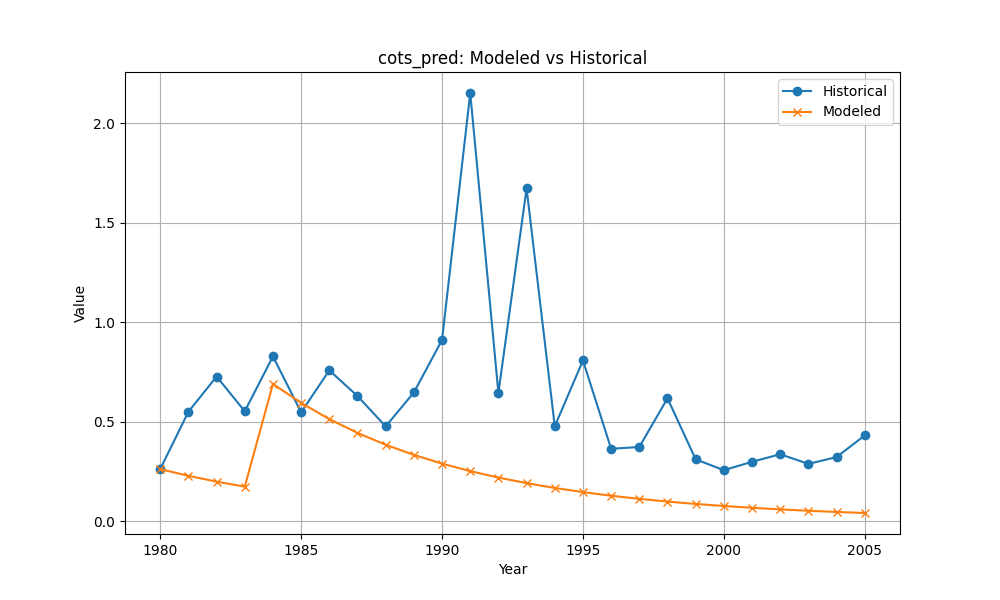 cots_pred: Modeled vs Historical
Historical
Modeled
Value
2.0
1.5
1.0
0.5
0.0
1980
1985
1990
1995
2000
2005
Year